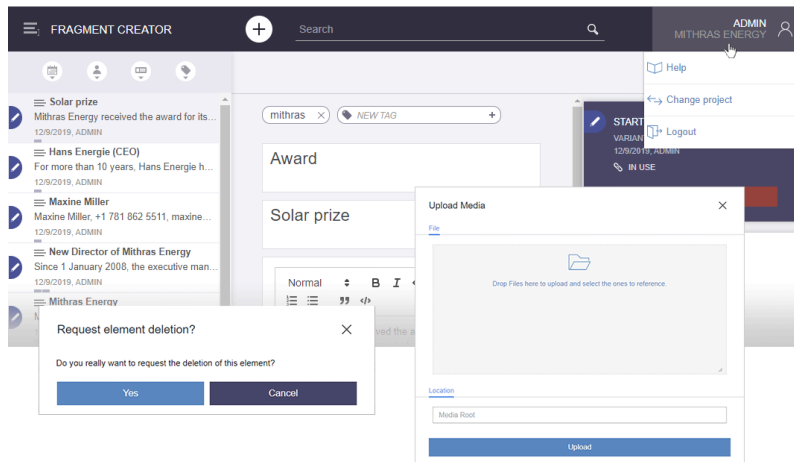 FRAGMENT CREATOR
Search
ADMIN
MITHRAS ENERGY
Help
Change project
Logout
Solar prize
Mithras Energy received the award for its...
12/9/2019, ADMIN
Hans Energie (CEO)
For more than 10 years, Hans Energie h...
12/9/2019, ADMIN
Maxine Miller
Maxine Miller, +1 781 862 5511, maxine...
12/9/2019, ADMIN
New Director of Mithras Energy
Since 1 January 2008, the executive man...
12/9/2019, ADMIN
Mithras Energy
mithras
NEW TAG
Award
Solar prize
Normal
B I
ved the a
START
VARIAN
12/9/2019, ADMIN
IN USE
Request element deletion?
Do you really want to request the deletion of this element?
Yes
Cancel
Upload Media
File
Drop Files here to upload and select the ones to reference
Location
Media Root
Upload